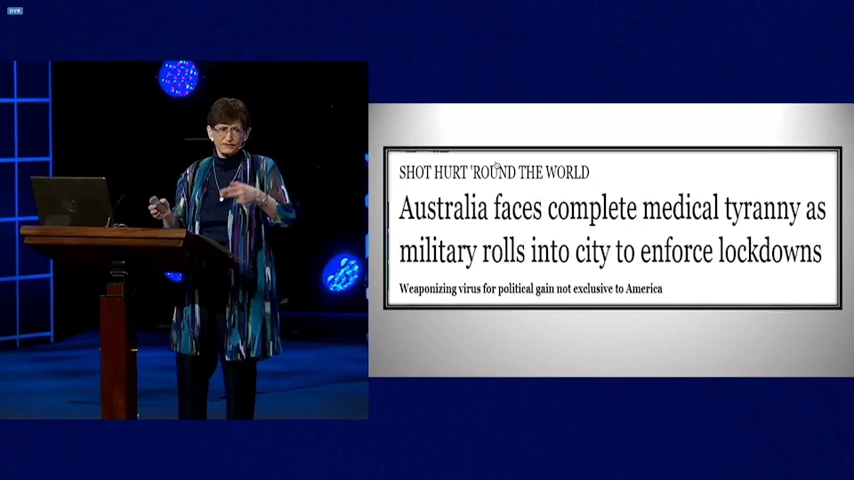 DVR
SHOT HURT 'ROUND THE WORLD
Australia faces complete medical tyranny as
military rolls into city to enforce lockdowns
Weaponizing virus for political gain not exclusive to America